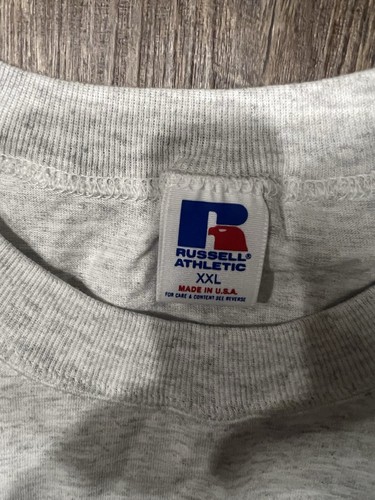 R
RUSSELL®
ATHLETIC
XXL
MADE IN U.S.A.
FOR CARE & CONTENT SEE REVERSE